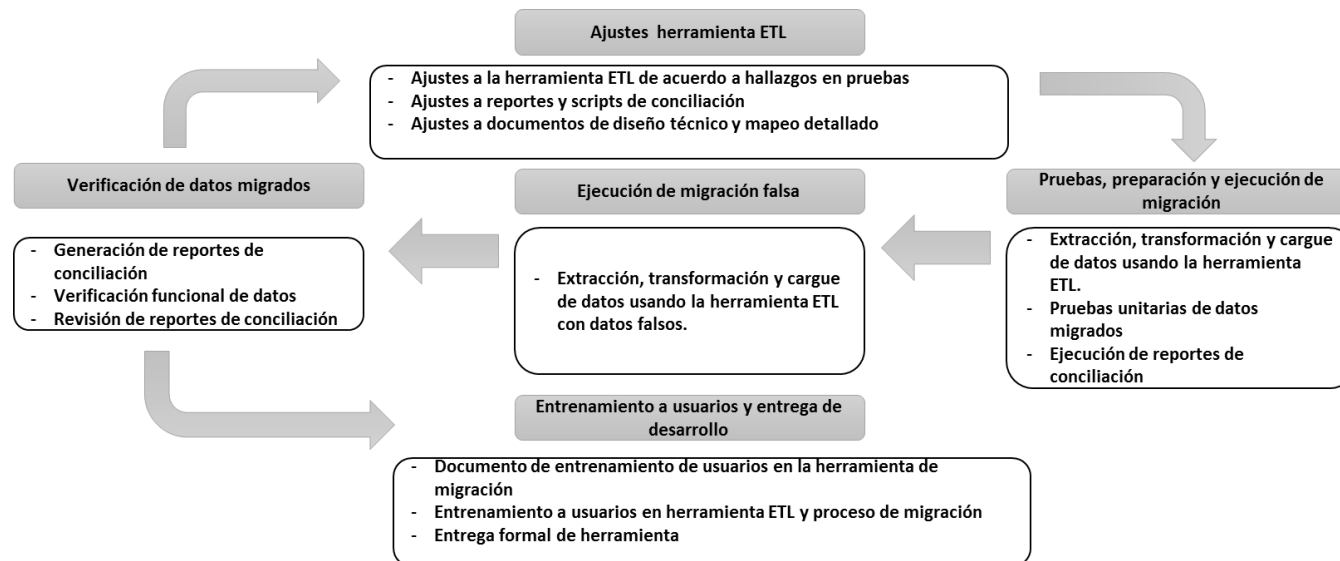 Ajustes herramienta ETL
- Ajustes a la herramienta ETL de acuerdo a hallazgos en pruebas
- Ajustes a reportes y scripts de conciliación
- Ajustes a documentos de diseño técnico y mapeo detallado
Verificación de datos migrados
- Generación de reportes de
conciliación
- Verificación funcional de datos
- Revisión de reportes de conciliación
Ejecución de migración falsa
- Extracción, transformación y cargue
de datos usando la herramienta ETL
con datos falsos.
Pruebas, preparación y ejecución de
migración
- Extracción, transformación y cargue
de datos usando la herramienta
ETL.
- Pruebas unitarias de datos
migrados
- Ejecución de reportes de
conciliación
Entrenamiento a usuarios y entrega de
desarrollo
- Documento de entrenamiento de usuarios en la herramienta de
migración
- Entrenamiento a usuarios en herramienta ETL y proceso de migración
- Entrega formal de herramienta